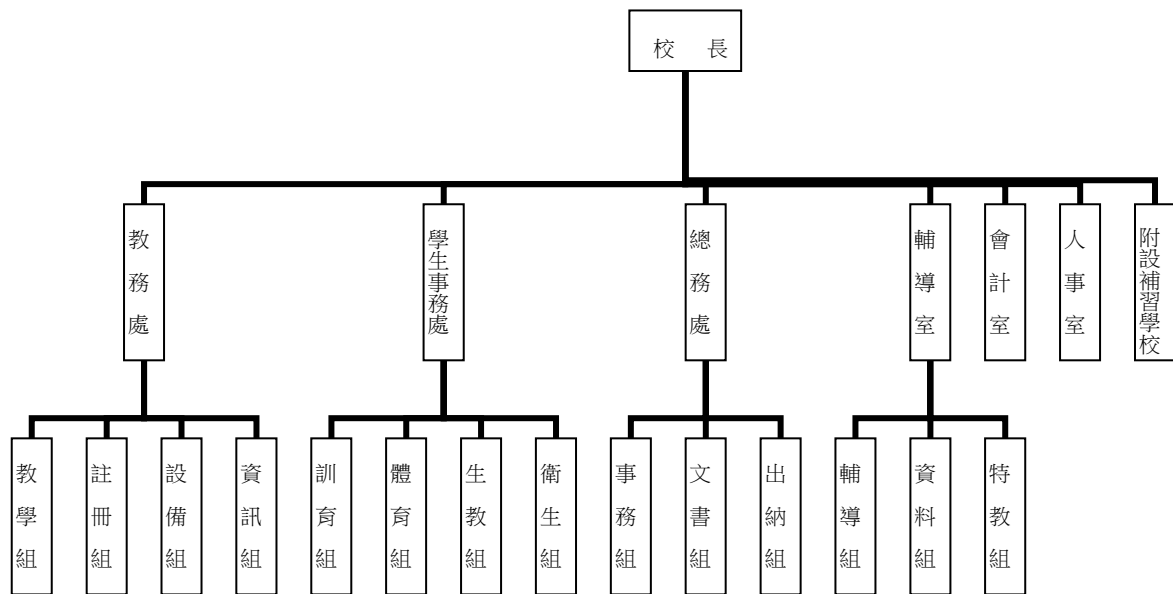 校 長
教務處
學生事務處
總務處
輔導室
會計室
人事室
附設補習學校
教學組
註冊組
設備組
資訊組
訓育組
體育組
生教組
衛生組
事務組
文書組
出納組
輔導組
資料組
特教組